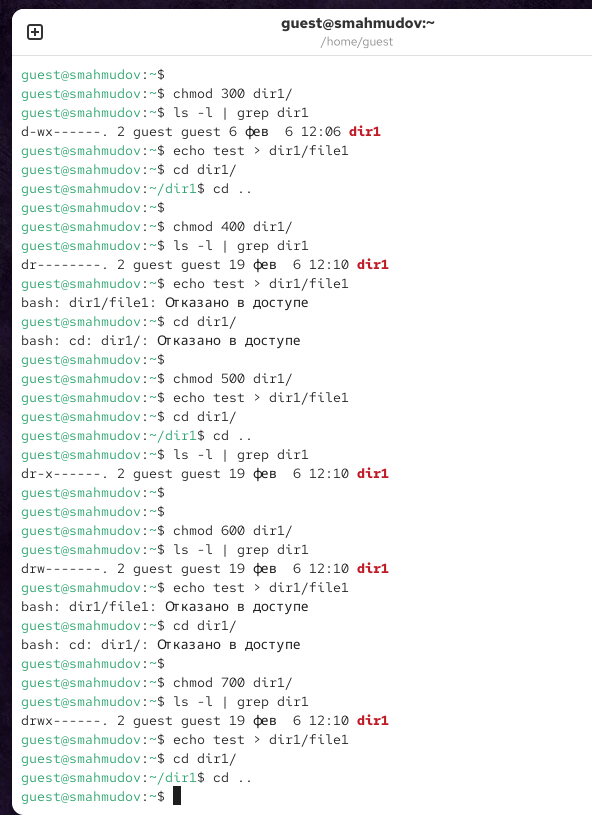 guest@smahmudov:~
/home/guest
guest@smahmudov:~$
guest@smahmudov:~$ chmod 300 dir1/
guest@smahmudov:~$ ls -l | grep dir1
d-wx------. 2 guest guest 6 фев  6 12:06 dir1
guest@smahmudov:~$ echo test > dir1/file1
guest@smahmudov:~$ cd dir1/
guest@smahmudov:~/dir1$ cd ..
guest@smahmudov:~$
guest@smahmudov:~$ chmod 400 dir1/
guest@smahmudov:~$ ls -l | grep dir1
dr--------. 2 guest guest 19 фев  6 12:10 dir1
guest@smahmudov:~$ echo test > dir1/file1
bash: dir1/file1: Отказано в доступе
guest@smahmudov:~$ cd dir1/
bash: cd: dir1/: Отказано в доступе
guest@smahmudov:~$
guest@smahmudov:~$ chmod 500 dir1/
guest@smahmudov:~$ echo test > dir1/file1
guest@smahmudov:~$ cd dir1/
guest@smahmudov:~/dir1$ cd ..
guest@smahmudov:~$ ls -l | grep dir1
dr-x------. 2 guest guest 19 фев  6 12:10 dir1
guest@smahmudov:~$
guest@smahmudov:~$
guest@smahmudov:~$ chmod 600 dir1/
guest@smahmudov:~$ ls -l | grep dir1
drw-------. 2 guest guest 19 фев  6 12:10 dir1
guest@smahmudov:~$ echo test > dir1/file1
bash: dir1/file1: Отказано в доступе
guest@smahmudov:~$ cd dir1/
bash: cd: dir1/: Отказано в доступе
guest@smahmudov:~$
guest@smahmudov:~$ chmod 700 dir1/
guest@smahmudov:~$ ls -l | grep dir1
drwx------. 2 guest guest 19 фев  6 12:10 dir1
guest@smahmudov:~$ echo test > dir1/file1
guest@smahmudov:~$ cd dir1/
guest@smahmudov:~/dir1$ cd ..
guest@smahmudov:~$